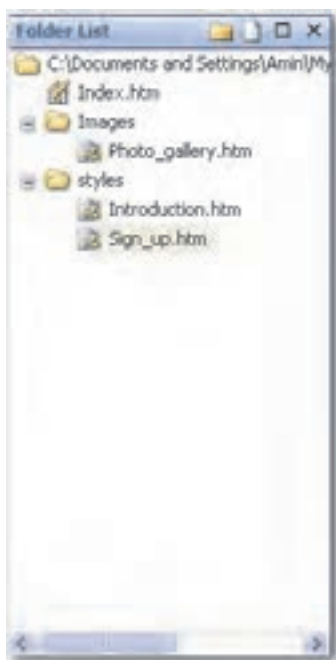 Folder List
C:\Documents and Settings\Amin\My
Index.htm
Images
Photo_gallery.htm
styles
Introduction.htm
Sign_up.htm